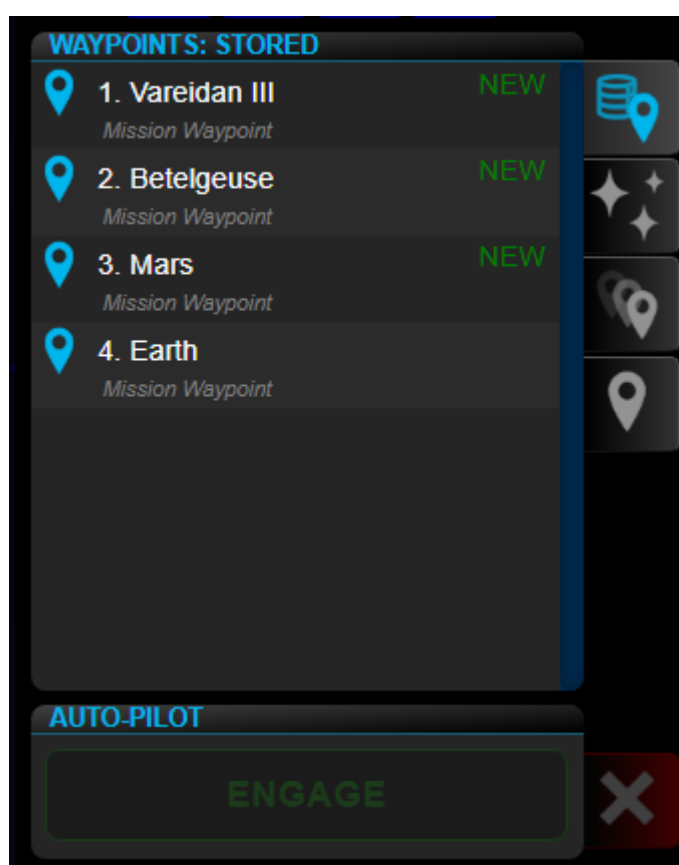 WAYPOINTS: STORED
1. Vareidan III NEW
Mission Waypoint
2. Betelgeuse NEW
Mission Waypoint
3. Mars NEW
Mission Waypoint
4. Earth
Mission Waypoint
AUTO-PILOT
ENGAGE